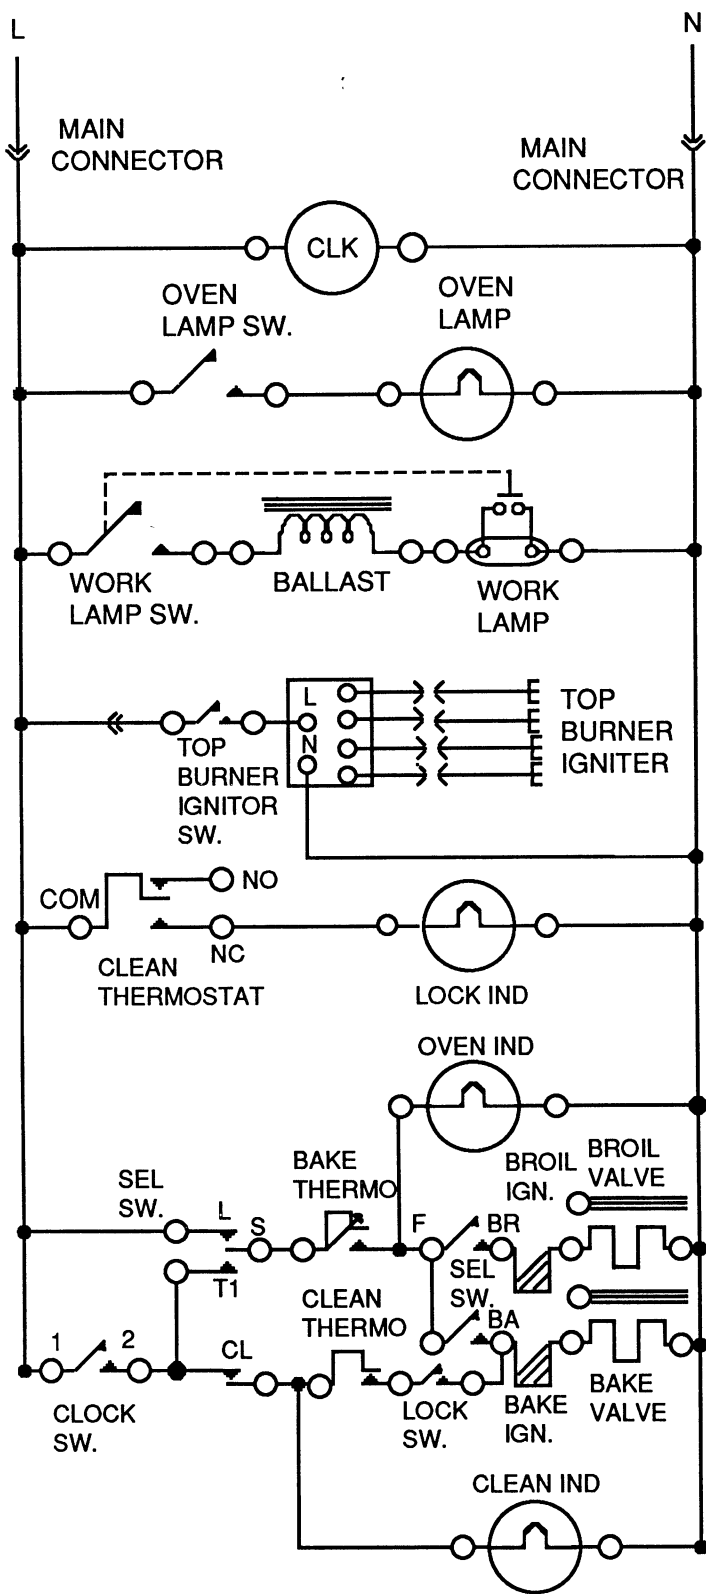 L
N
MAIN
CONNECTOR
MAIN
CONNECTOR
CLK
OVEN
LAMP SW.
OVEN
LAMP
WORK
LAMP SW.
BALLAST
WORK
LAMP
L
N
TOP
BURNER
IGNITOR
SW.
TOP
BURNER
IGNITER
COM
NO
NC
CLEAN
THERMOSTAT
LOCK IND
OVEN IND
SEL
SW.
L
S
T1
BAKE
THERMO
F
BR
SEL
SW.
BROIL
IGN.
BROIL
VALVE
1
2
CLOCK
SW.
CL
CLEAN
THERMO
LOCK
SW.
BA
BAKE
IGN.
BAKE
VALVE
CLEAN IND